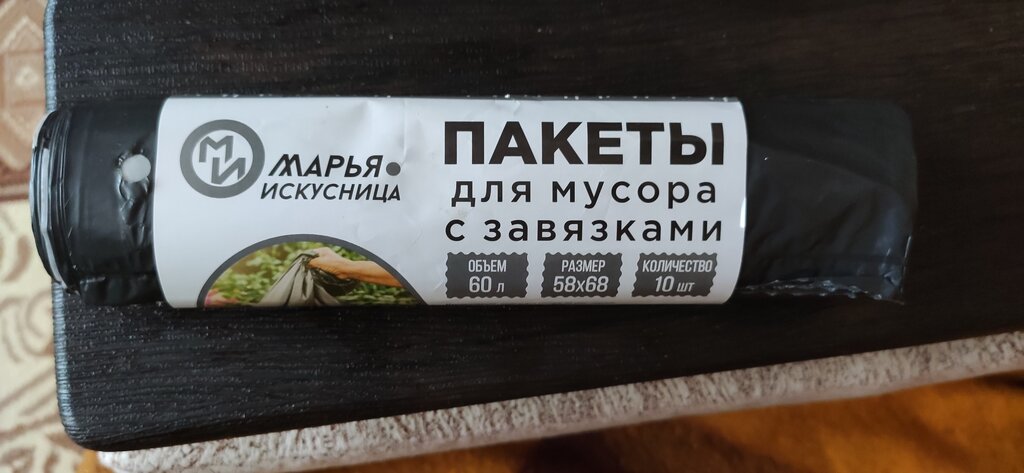 МИ
МАРЬЯ
ИСКУСНИЦА
ПАКЕТЫ
для мусора
с завязками
ОБЪЕМ
60 л
РАЗМЕР
58х68
КОЛИЧЕСТВО
10 шт